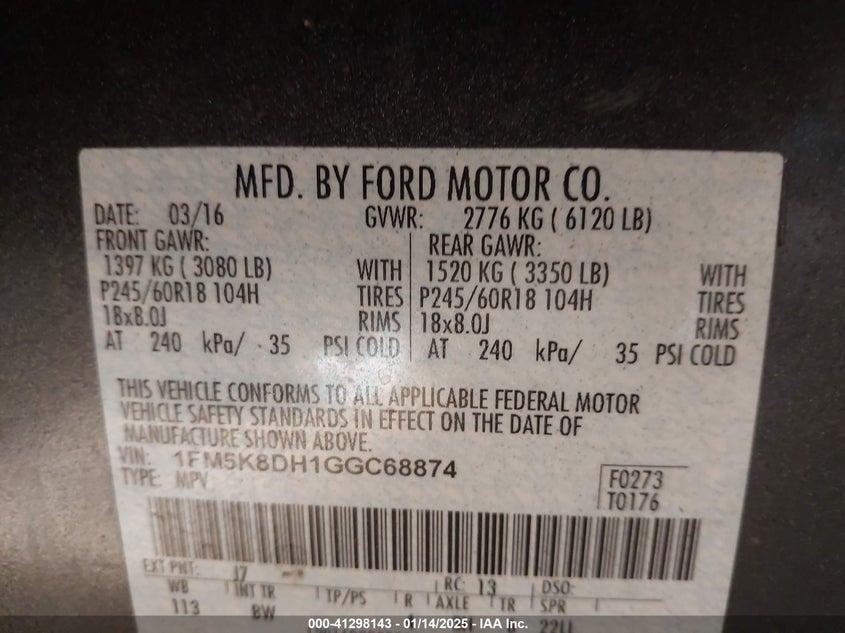 MFD. BY FORD MOTOR CO.
DATE: 03/16 GVWR: 2776 KG ( 6120 LB)
FRONT GAWR: REAR GAWR:
1397 KG ( 3080 LB) WITH 1520 KG ( 3350 LB) WITH
P245/60R18 104H TIRES P245/60R18 104H TIRES
18x8.0J RIMS 18x8.0J RIMS
AT 240 kPa/ 35 PSI COLD AT 240 kPa/ 35 PSI COLD
THIS VEHICLE CONFORMS TO ALL APPLICABLE FEDERAL MOTOR
VEHICLE SAFETY STANDARDS IN EFFECT ON THE DATE OF
MANUFACTURE SHOWN ABOVE.
VIN: 1FM5K8DH1GGC68874
TYPE: MPV
F0273
T0176
EXT PNT: J7 RC: 13 DSO:
WB INT TR TP/PS R AXLE TR SPR
113 BW 22LL
000-41298143 - 01/14/2025 - IAA Inc.